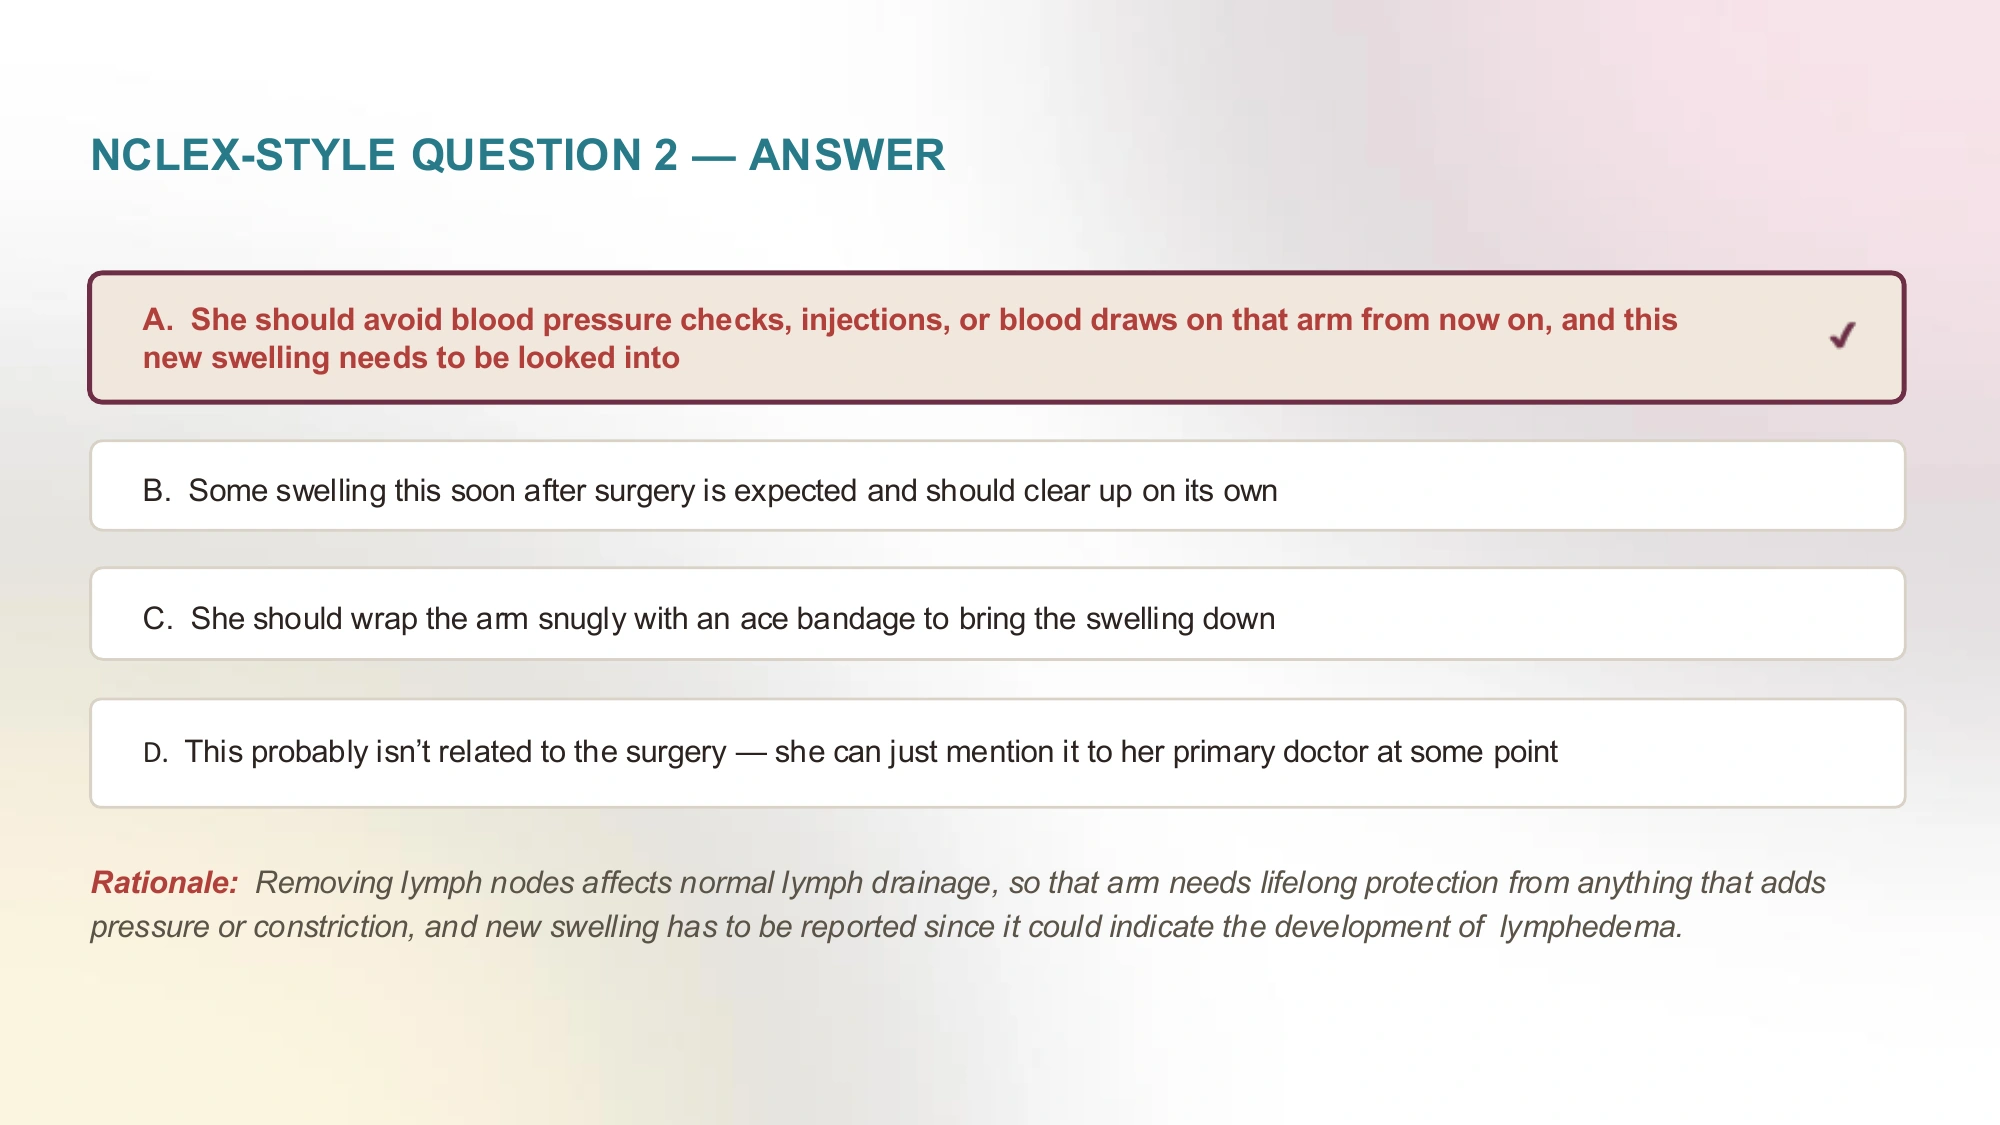 NCLEX-STYLE QUESTION 2 — ANSWER
A. She should avoid blood pressure checks, injections, or blood draws on that arm from now on, and this
new swelling needs to be looked into
✔
B. Some swelling this soon after surgery is expected and should clear up on its own
C. She should wrap the arm snugly with an ace bandage to bring the swelling down
D. This probably isn’t related to the surgery — she can just mention it to her primary doctor at some point
Rationale: Removing lymph nodes affects normal lymph drainage, so that arm needs lifelong protection from anything that adds
pressure or constriction, and new swelling has to be reported since it could indicate the development of lymphedema.